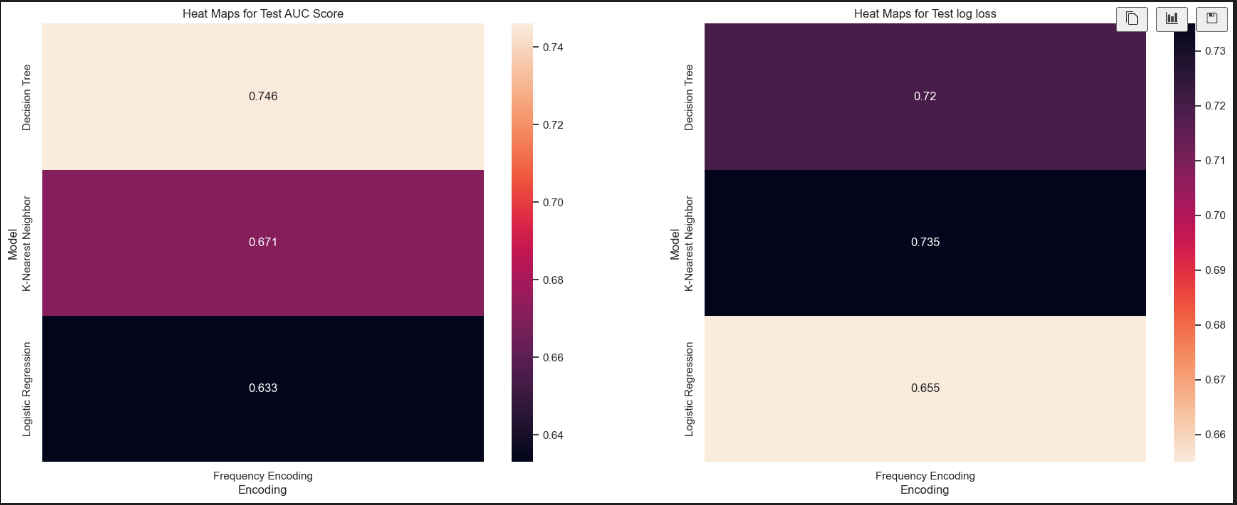 Heat Maps for Test AUC Score
Model
Decision Tree
K-Nearest Neighbor
Logistic Regression
0.746
0.671
0.633
Frequency Encoding
Encoding
0.74
0.72
0.70
0.68
0.66
0.64
Heat Maps for Test log loss
Model
Decision Tree
K-Nearest Neighbor
Logistic Regression
0.72
0.735
0.655
Frequency Encoding
Encoding
0.73
0.72
0.71
0.70
0.69
0.68
0.67
0.66